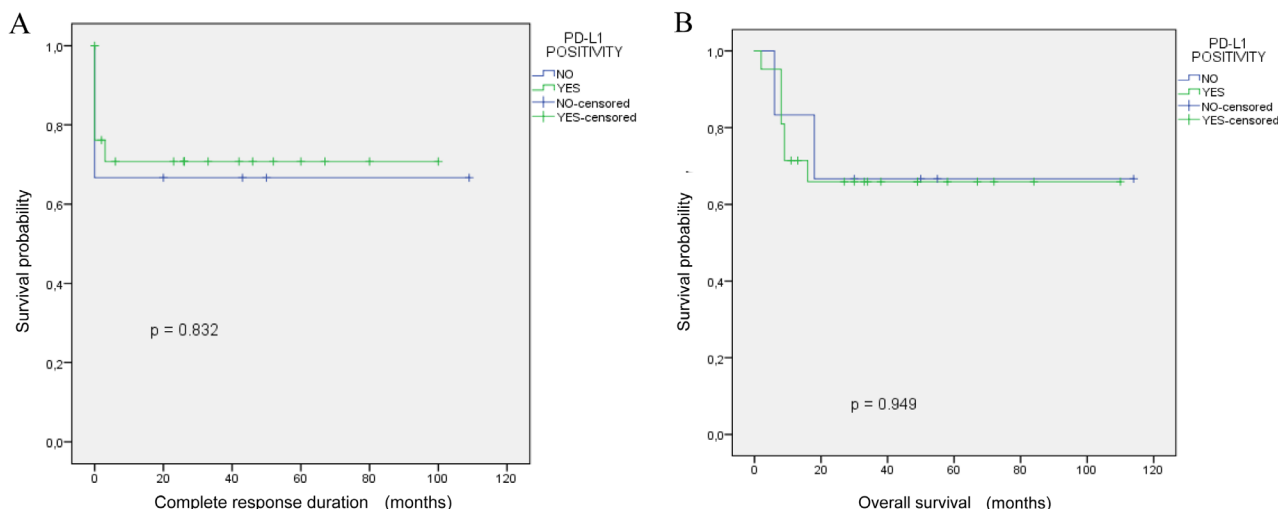 A
PD-L1
POSITIVITY
NO
YES
NO-censored
YES-censored
1,0
0,8
0,6
0,4
0,2
0,0
Survival probability
p = 0.832
0 20 40 60 80 100 120
Complete response duration (months)
B
PD-L1
POSITIVITY
NO
YES
NO-censored
YES-censored
1,0
0,8
0,6
0,4
0,2
0,0
Survival probability
p = 0.949
0 20 40 60 80 100 120
Overall survival (months)